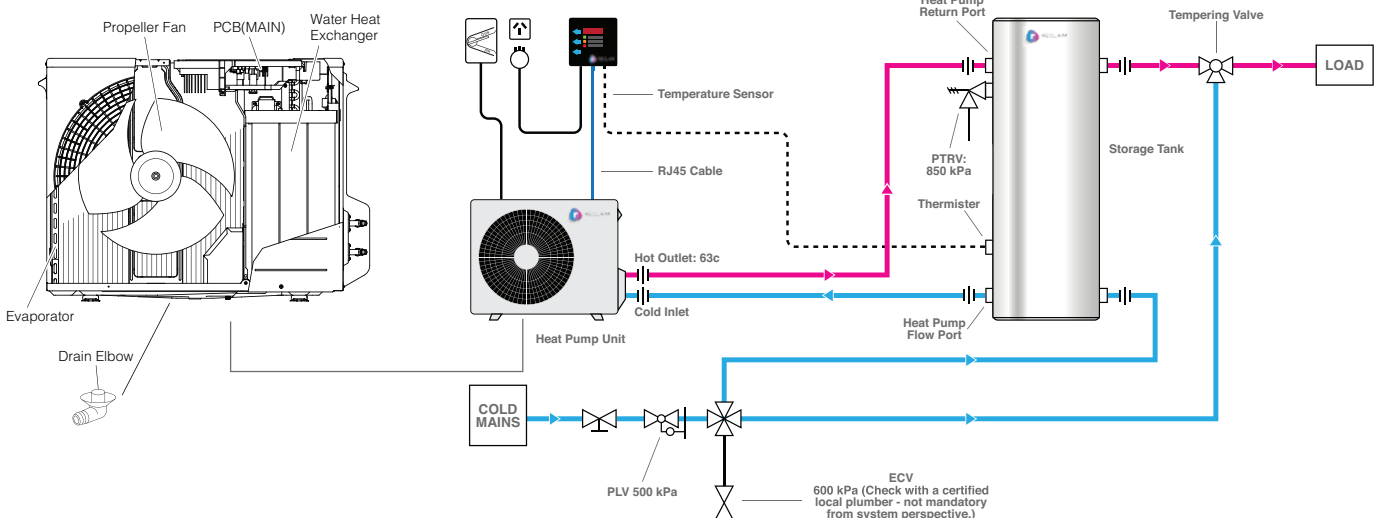 Propeller Fan
PCB(MAIN)
Water Heat
Exchanger
Evaporator
Drain Elbow
Temperature Sensor
RJ45 Cable
Hot Outlet: 63c
Cold Inlet
Heat Pump Unit
Heat Pump
Return Port
PTRV:
850 kPa
Thermister
Heat Pump
Flow Port
RECLAIM
Storage Tank
Tempering Valve
LOAD
COLD
MAINS
PLV 500 kPa
ECV
600 kPa (Check with a certified
local plumber - not mandatory
from system perspective.)